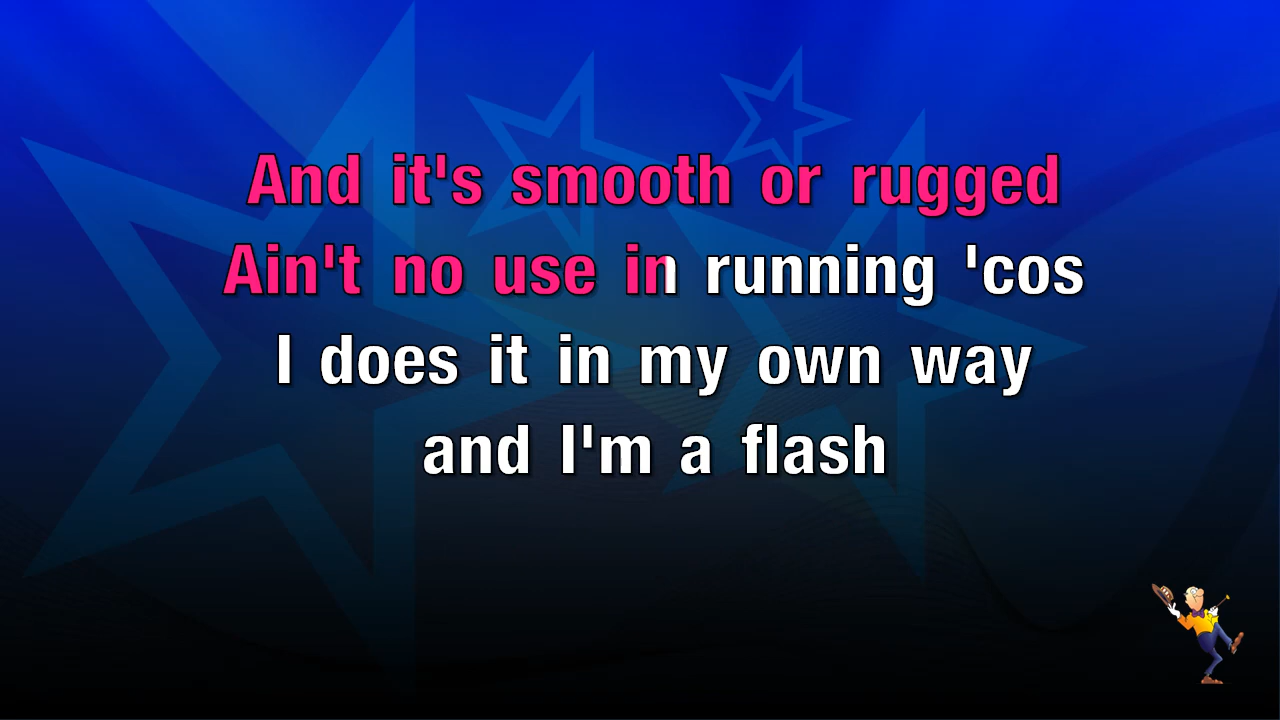 And it's smooth or rugged
Ain't no use in running 'cos
I does it in my own way
and I'm a flash